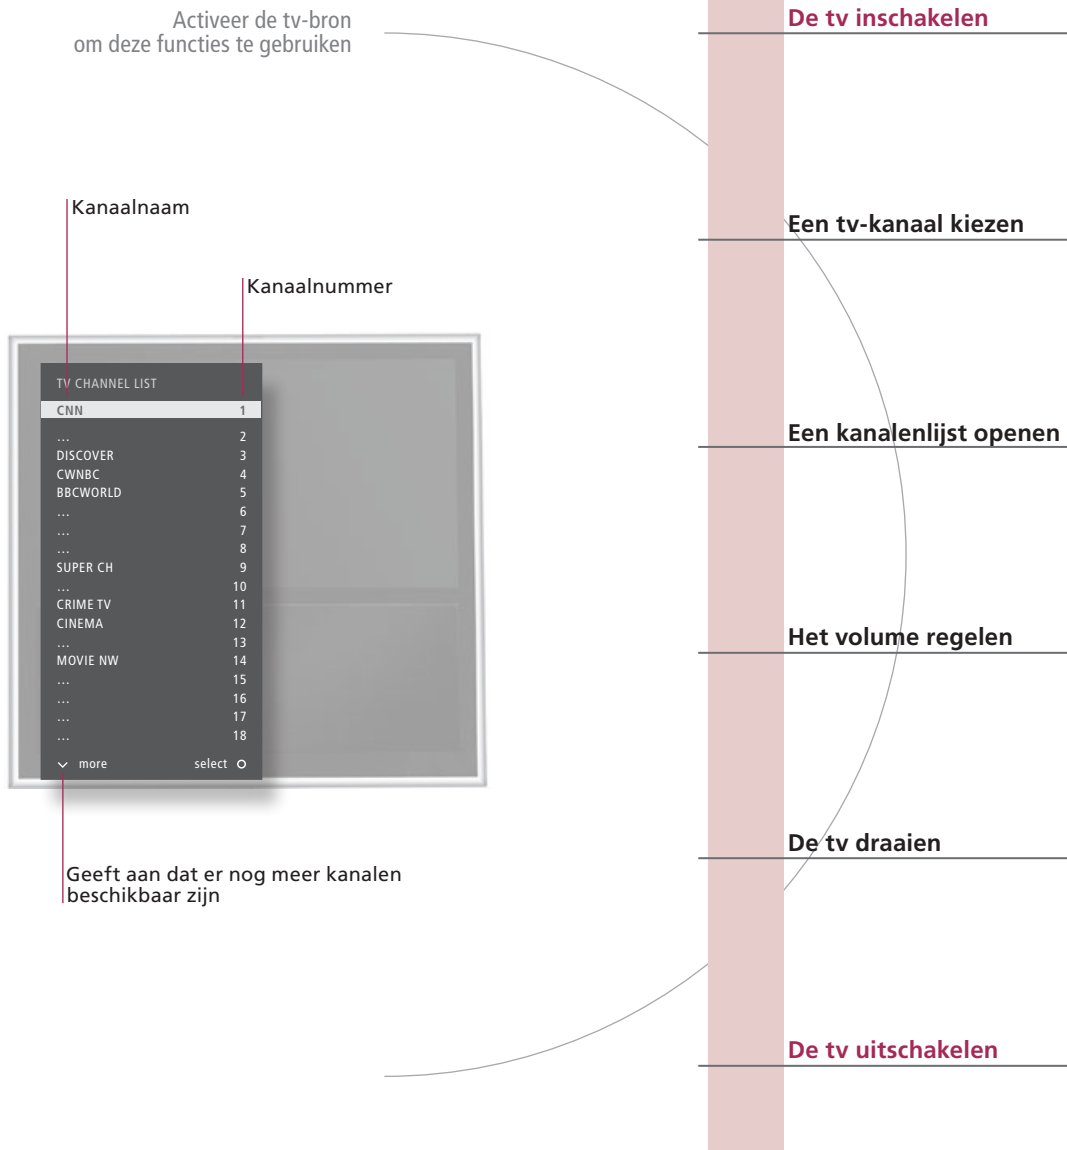 Activeer de tv-bron
om deze functies te gebruiken
De tv inschakelen
Kanaalnaam
Een tv-kanaal kiezen
Kanaalnummer
TV CHANNEL LIST
CNN 1
... 2
DISCOVER 3
CWNBC 4
BBCWORLD 5
... 6
... 7
... 8
SUPER CH 9
... 10
CRIME TV 11
CINEMA 12
... 13
MOVIE NW 14
... 15
... 16
... 17
... 18
more select
Een kanalenlijst openen
Het volume regelen
De tv draaien
Geeft aan dat er nog meer kanalen
beschikbaar zijn
De tv uitschakelen